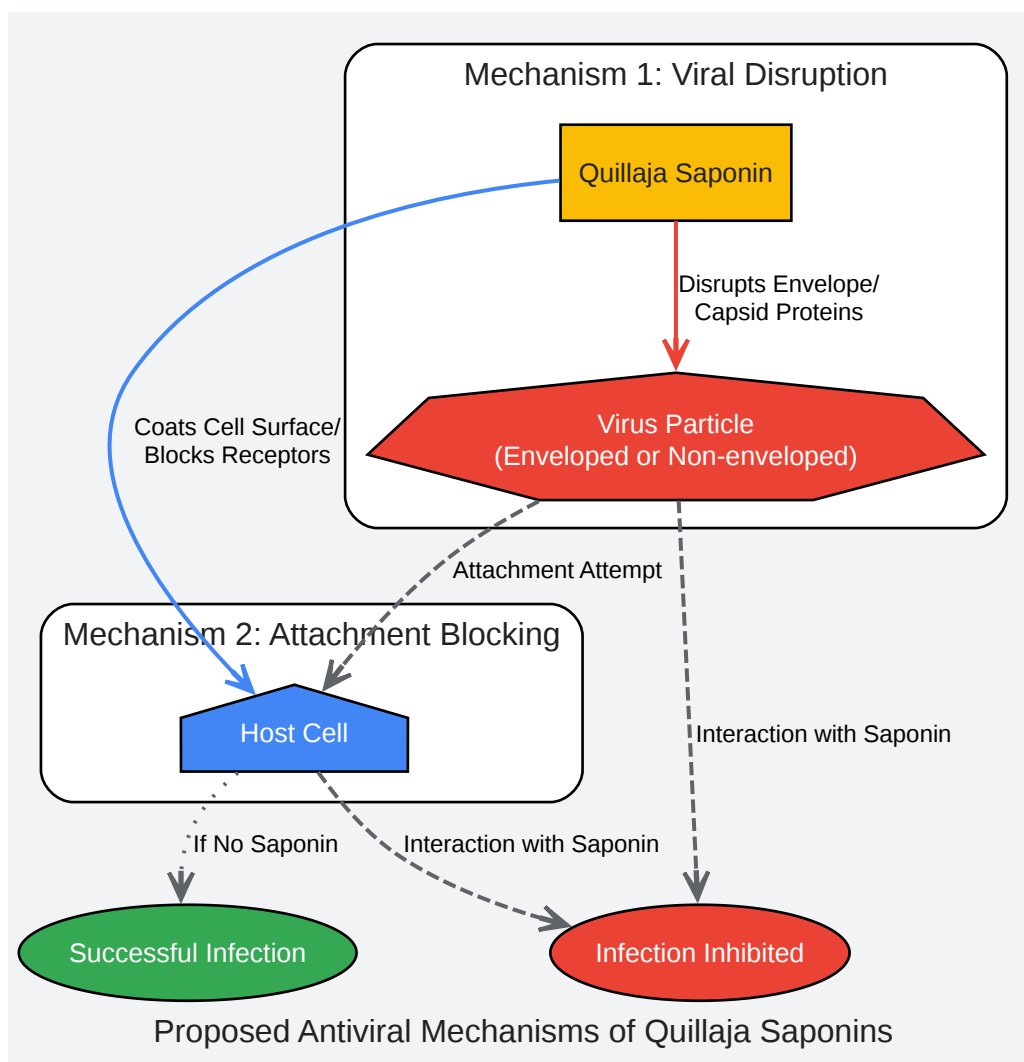 Mechanism 1: Viral Disruption
Quillaja Saponin
Disrupts Envelope/
Capsid Proteins
Coats Cell Surface/
Blocks Receptors
Virus Particle
(Enveloped or Non-enveloped)
Attachment Attempt
Mechanism 2: Attachment Blocking
Host Cell
Interaction with Saponin
If No Saponin
Interaction with Saponin
Successful Infection
Infection Inhibited
Proposed Antiviral Mechanisms of Quillaja Saponins